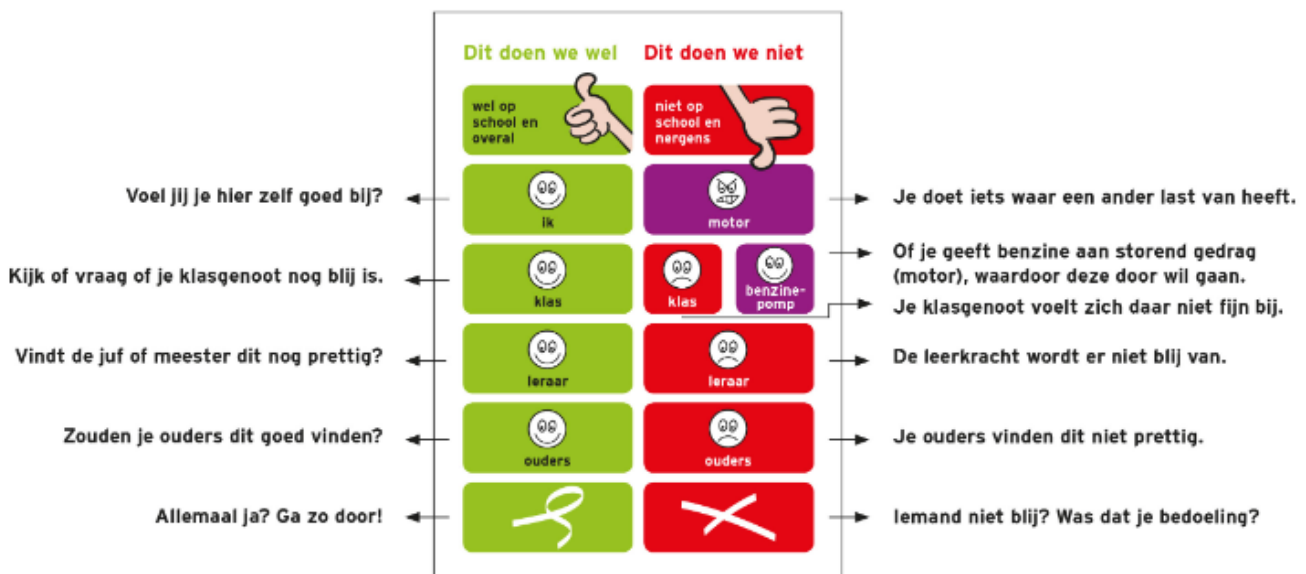 Dit doen we wel
Dit doen we niet
wel op
school en
overal
niet op
school en
nergens
Voel jij je hier zelf goed bij?
ik
motor
Je doet iets waar een ander last van heeft.
Kijk of vraag of je klasgenoot nog blij is.
klas
klas
benzine-
pomp
Of je geeft benzine aan storend gedrag
(motor), waardoor deze door wil gaan.
Je klasgenoot voelt zich daar niet fijn bij.
Vindt de juf of meester dit nog prettig?
leraar
leraar
De leerkracht wordt er niet blij van.
Zouden je ouders dit goed vinden?
ouders
ouders
Je ouders vinden dit niet prettig.
Allemaal ja? Ga zo door!
Iemand niet blij? Was dat je bedoeling?